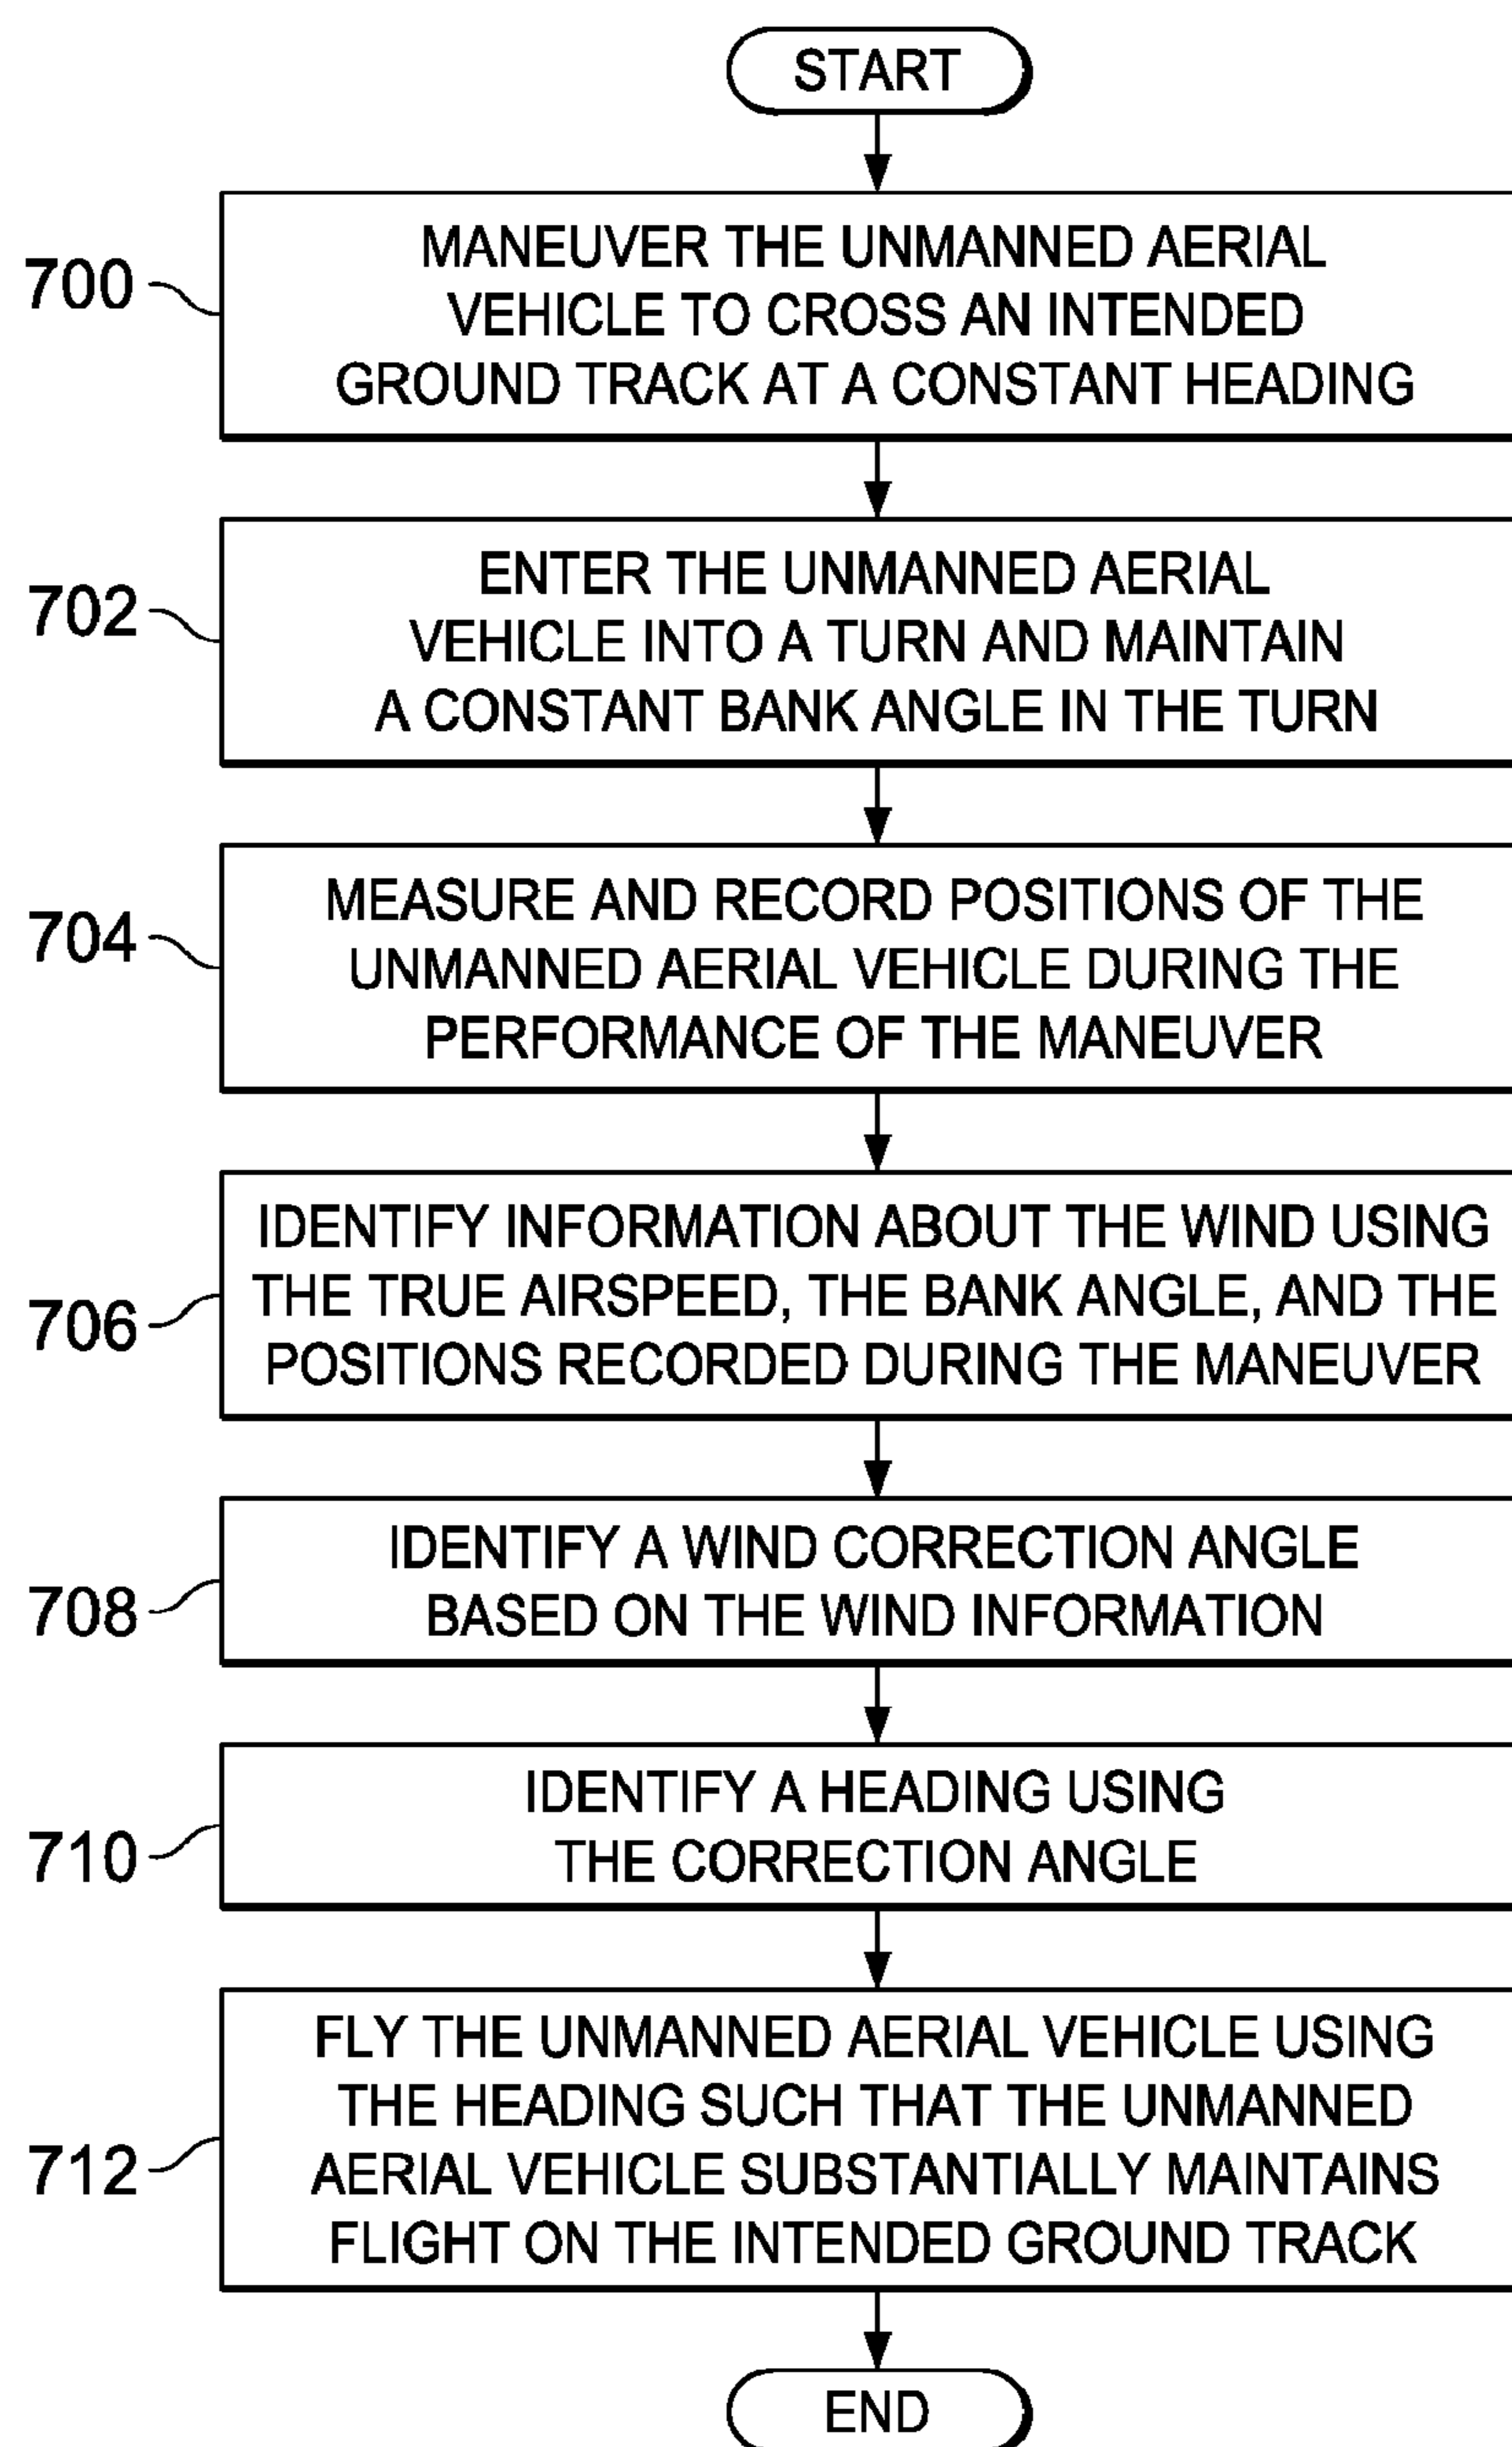 START
700
MANEUVER THE UNMANNED AERIAL
VEHICLE TO CROSS AN INTENDED
GROUND TRACK AT A CONSTANT HEADING
702
ENTER THE UNMANNED AERIAL
VEHICLE INTO A TURN AND MAINTAIN
A CONSTANT BANK ANGLE IN THE TURN
704
MEASURE AND RECORD POSITIONS OF THE
UNMANNED AERIAL VEHICLE DURING THE
PERFORMANCE OF THE MANEUVER
706
IDENTIFY INFORMATION ABOUT THE WIND USING
THE TRUE AIRSPEED, THE BANK ANGLE, AND THE
POSITIONS RECORDED DURING THE MANEUVER
708
IDENTIFY A WIND CORRECTION ANGLE
BASED ON THE WIND INFORMATION
710
IDENTIFY A HEADING USING
THE CORRECTION ANGLE
712
FLY THE UNMANNED AERIAL VEHICLE USING
THE HEADING SUCH THAT THE UNMANNED
AERIAL VEHICLE SUBSTANTIALLY MAINTAINS
FLIGHT ON THE INTENDED GROUND TRACK
END